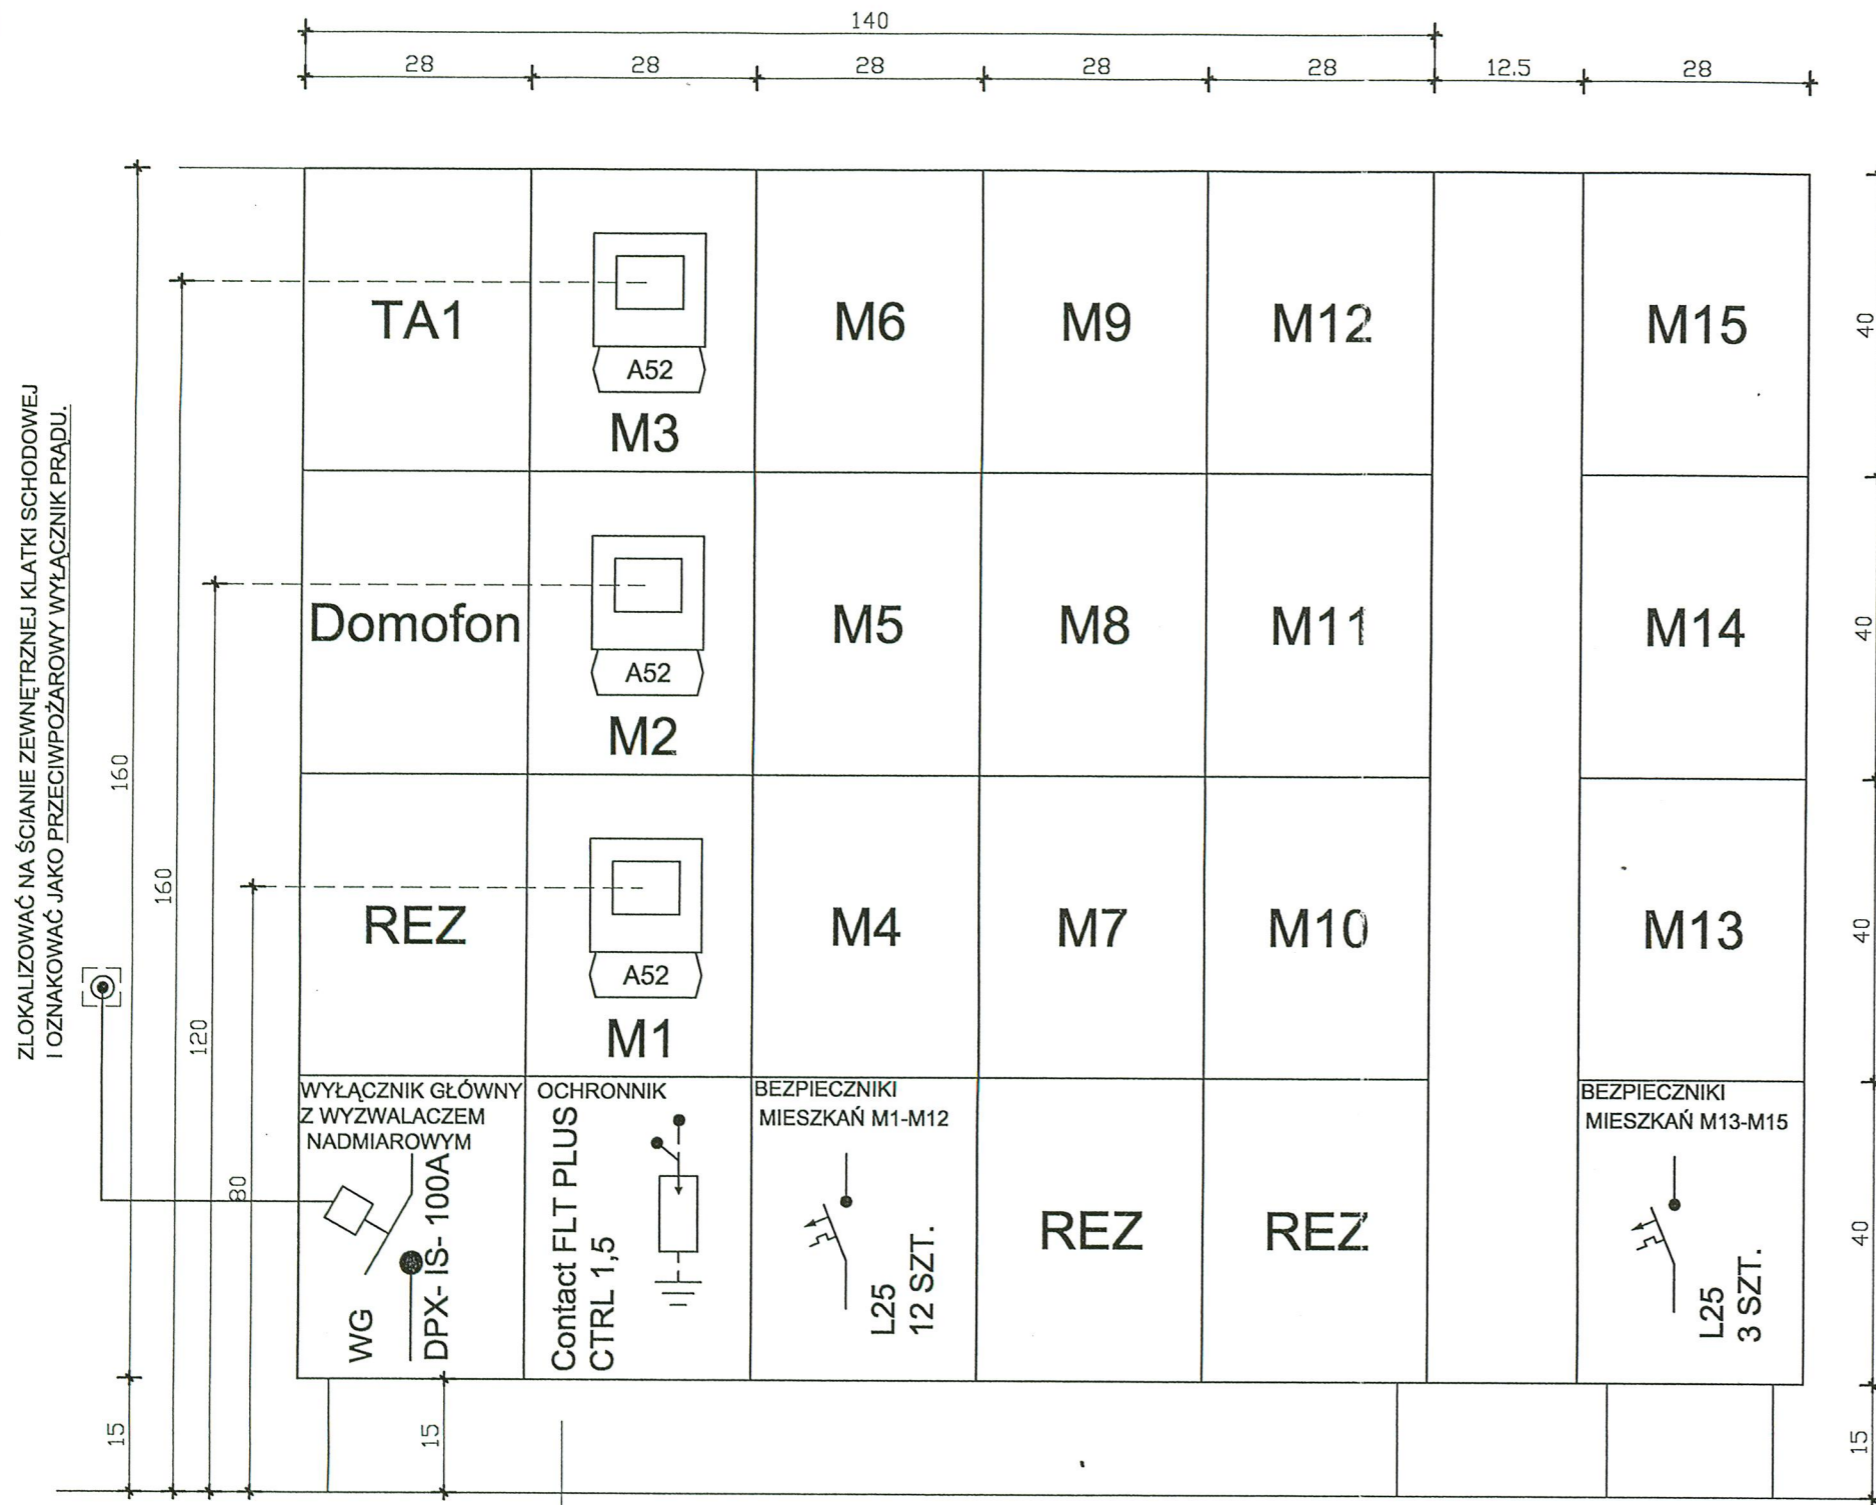 140
28
28
28
28
28
12.5
28
TA1
A52
M3
M6
M9
M12
M15
40
Domofon
A52
M2
M5
M8
M11
M14
40
REZ
A52
M1
M4
M7
M10
M13
40
ZLOKALIZOWAĆ NA ŚCIANIE ZEWNĘTRZNEJ KLATKI SCHODOWEJ
I OZNAKOWAĆ JAKO PRZECIWPOŻAROWY WYŁĄCZNIK PRĄDU.
160
160
120
80
WYŁĄCZNIK GŁÓWNY
Z WYZWALACZEM
NADMIAROWYM
WG
DPX- IS- 100A
OCHRONNIK
Contact FLT PLUS
CTRL 1,5
BEZPIECZNIKI
MIESZKAŃ M1-M12
L25
12 SZT.
REZ
REZ
BEZPIECZNIKI
MIESZKAŃ M13-M15
L25
3 SZT.
40
15
15
15